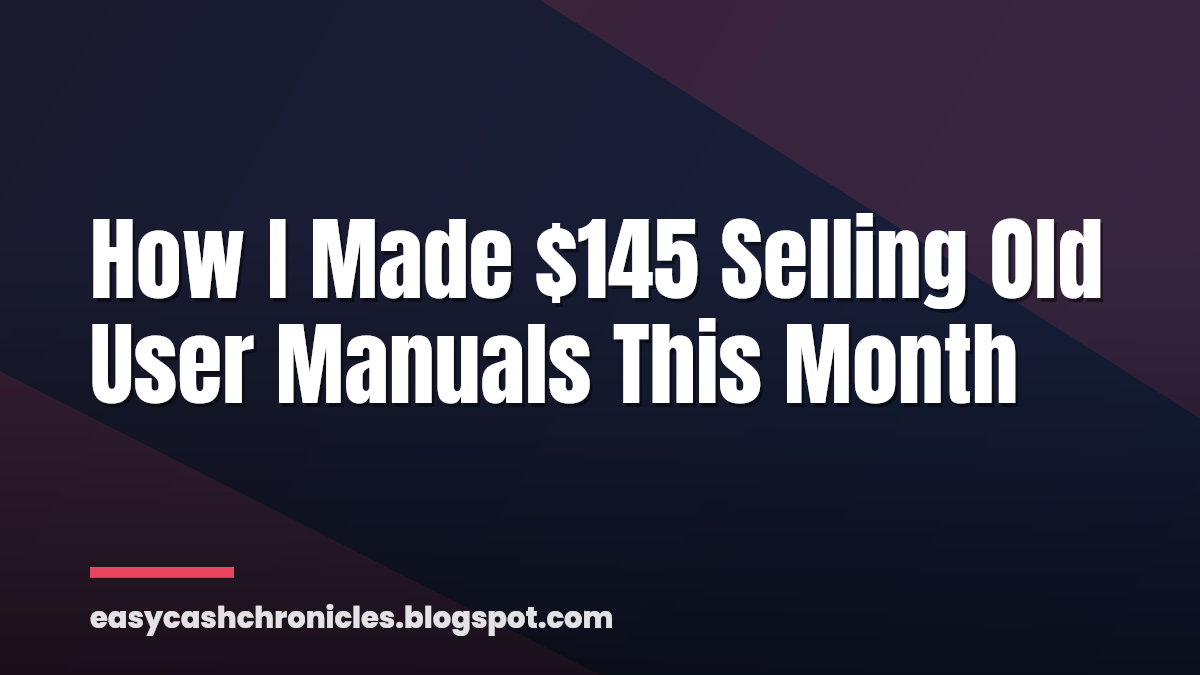 How I Made $145 Selling Old
User Manuals This Month
easycashchronicles.blogspot.com